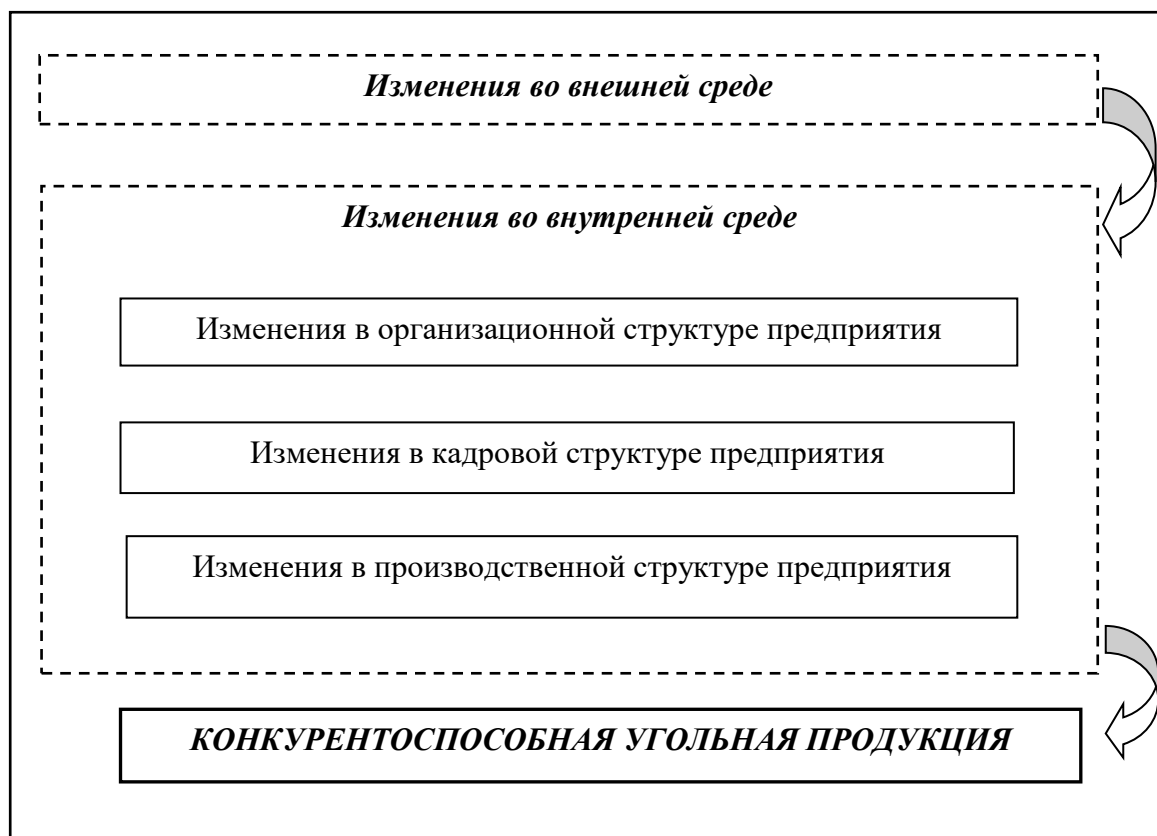 Изменения во внешней среде
Изменения во внутренней среде
Изменения в организационной структуре предприятия
Изменения в кадровой структуре предприятия
Изменения в производственной структуре предприятия
КОНКУРЕНТОСПОСОБНАЯ УГОЛЬНАЯ ПРОДУКЦИЯ